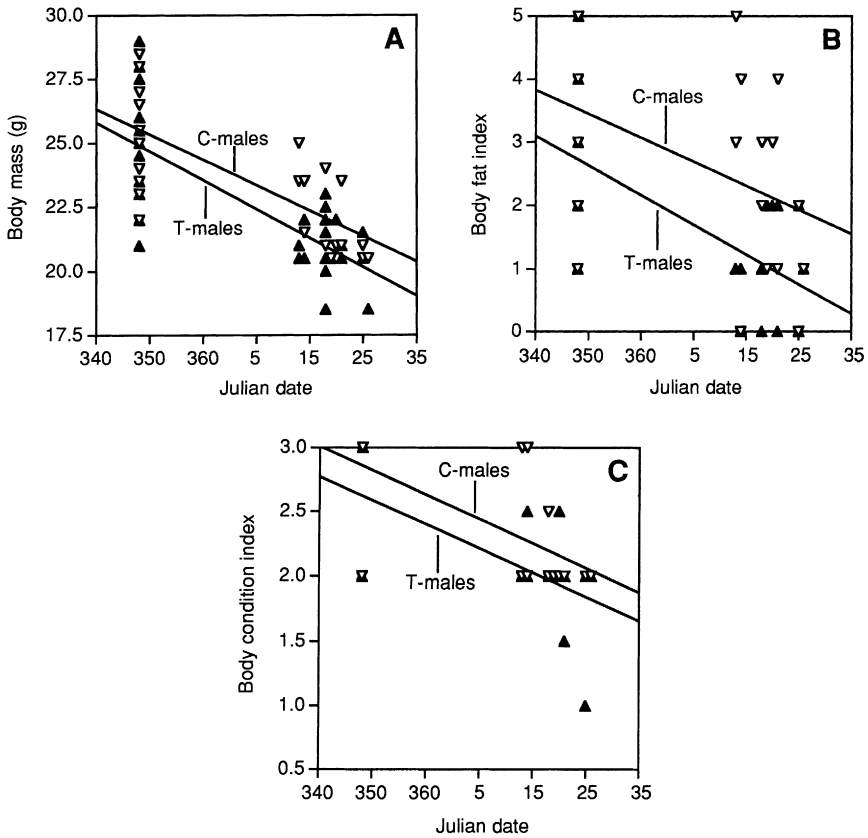 A
30.0
27.5
25.0
22.5
20.0
17.5
Body mass (g)
C-males
T-males
340 350 360 5 15 25 35
Julian date
B
5
4
3
2
1
0
Body fat index
C-males
T-males
340 350 360 5 15 25 35
Julian date
C
3.0
2.5
2.0
1.5
1.0
0.5
Body condition index
C-males
T-males
340 350 360 5 15 25 35
Julian date